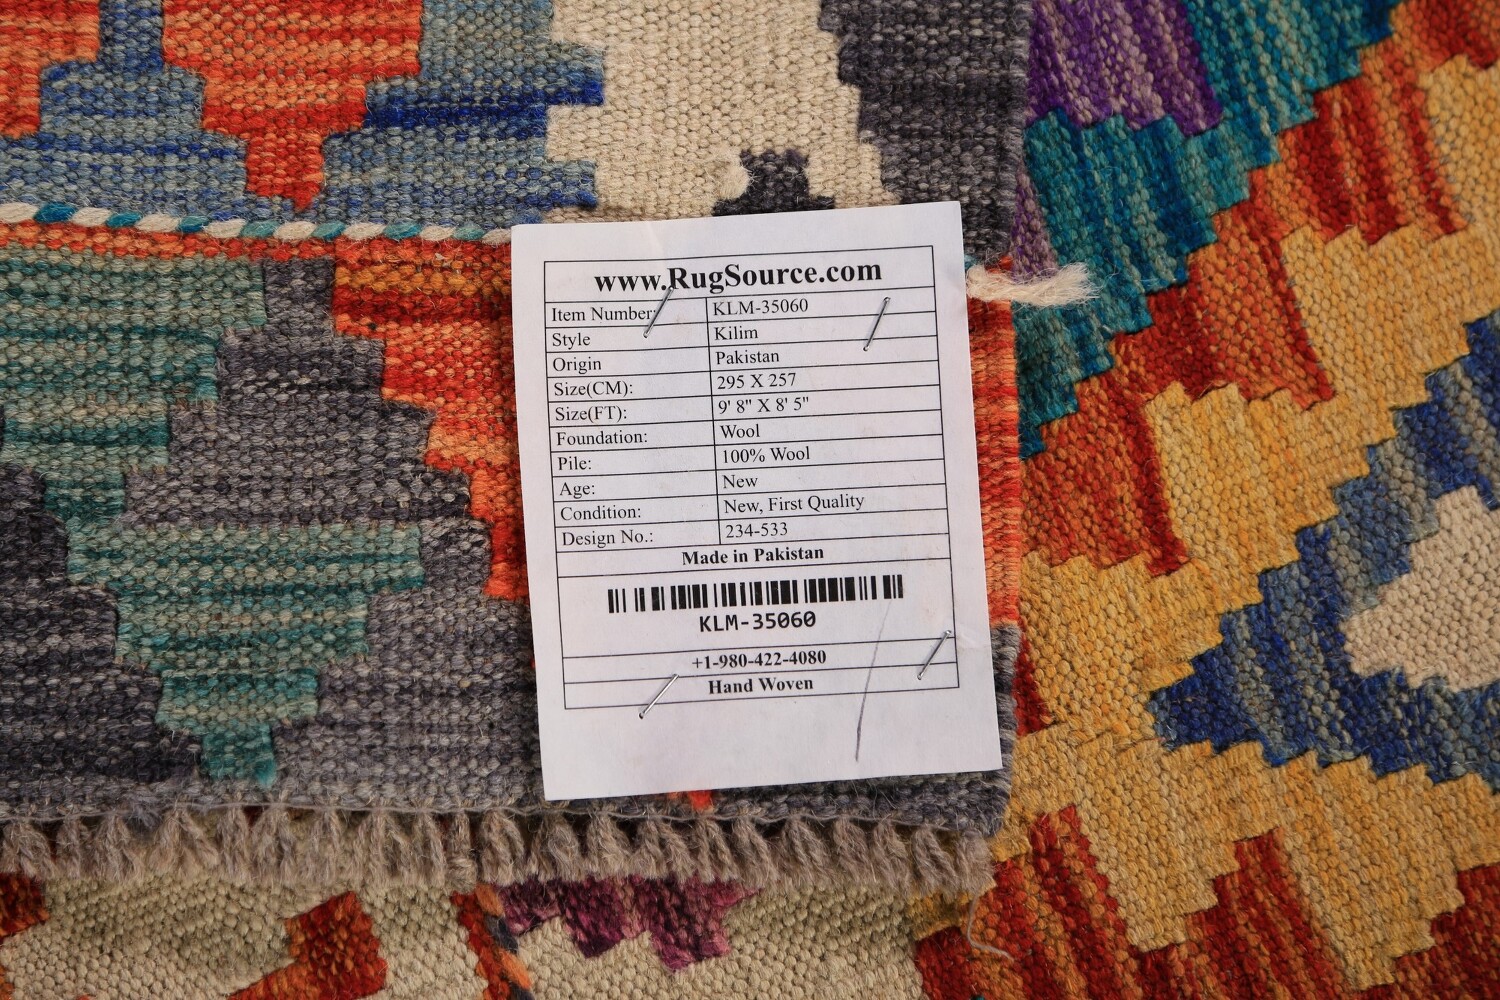 www.RugSource.com
Item Number: KLM-35060
Style Kilim
Origin Pakistan
Size(CM): 295 X 257
Size(FT): 9' 8" X 8' 5"
Foundation: Wool
Pile: 100% Wool
Age: New
Condition: New, First Quality
Design No.: 234-533
Made in Pakistan
KLM-35060
+1-980-422-4080
Hand Woven